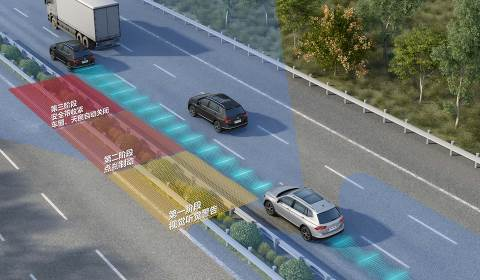 第三阶段
安全带收紧
车窗、天窗自动关闭
第二阶段
点刹制动
第一阶段
视觉听觉警告